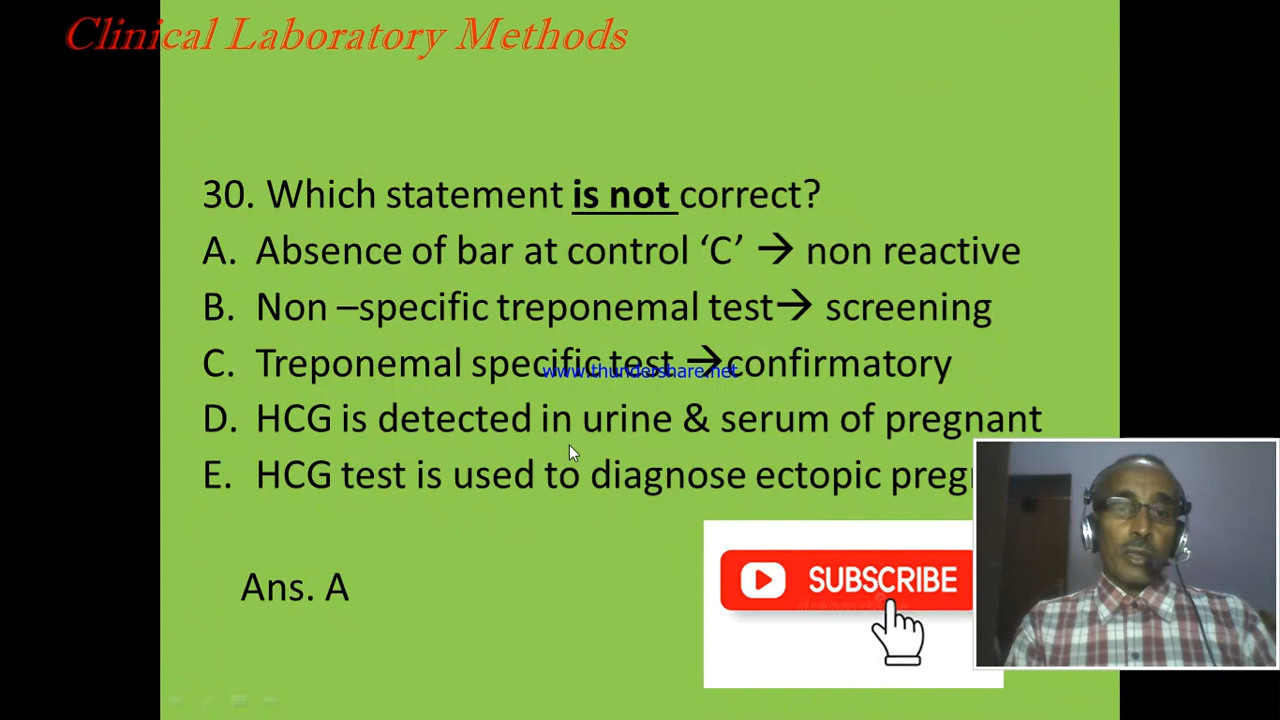 Clinical Laboratory Methods
30. Which statement is not correct?
A. Absence of bar at control ‘C’ → non reactive
B. Non –specific treponemal test→ screening
C. Treponemal specific test →confirmatory
www.thundershare.net
D. HCG is detected in urine & serum of pregnant
E. HCG test is used to diagnose ectopic
Ans. A
SUBSCRIBE